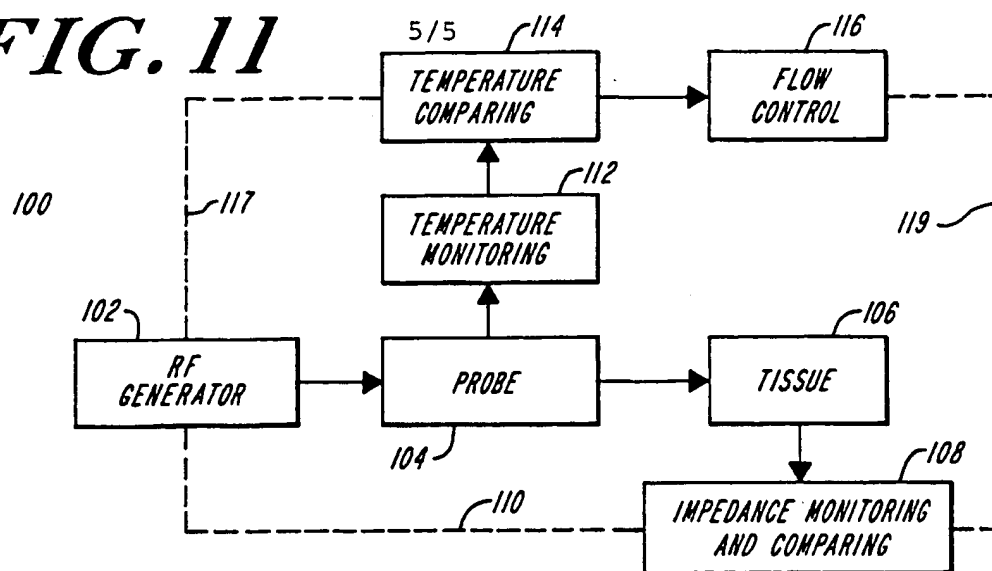 FIG. 11
5/5
114
116
TEMPERATURE
COMPARING
FLOW
CONTROL
100
117
112
119
TEMPERATURE
MONITORING
102
106
RF
GENERATOR
PROBE
TISSUE
104
108
110
IMPEDANCE MONITORING
AND COMPARING